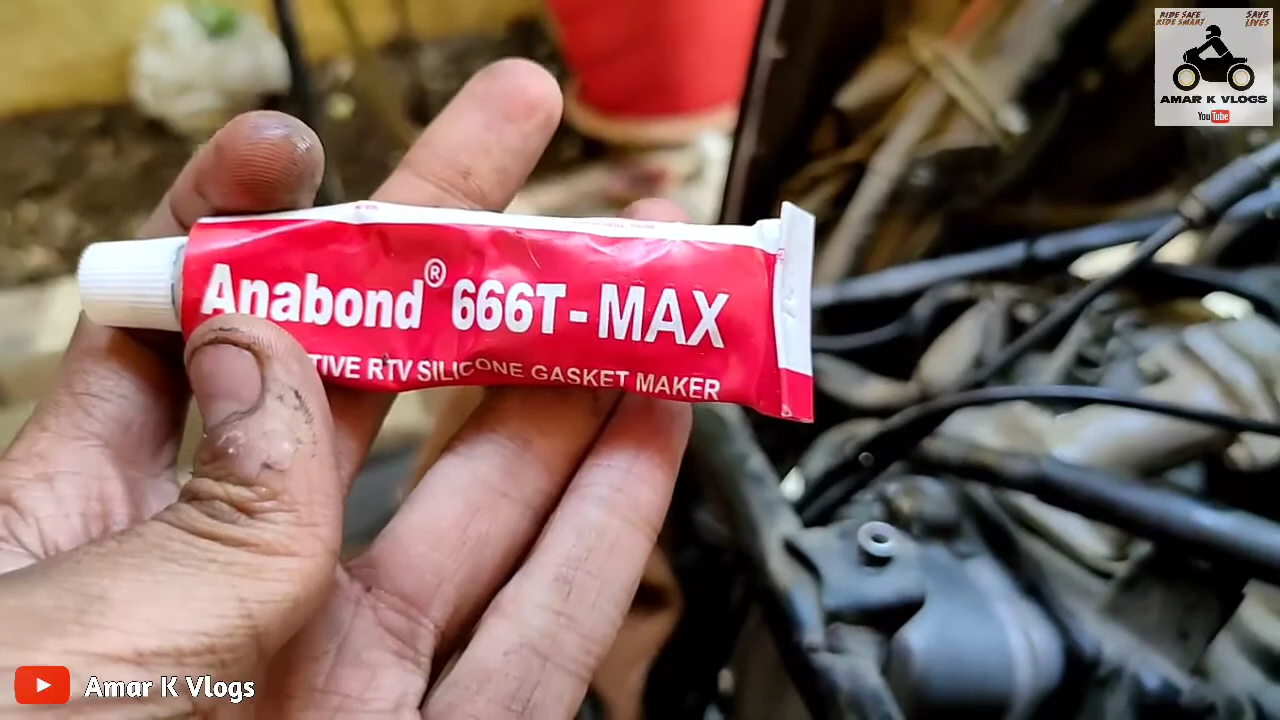 RIDE SAFE
RIDE SMART
SAVE
LIVES
AMAR K VLOGS
YouTube
Anabond® 666T-MAX
TIVE RTV SILICONE GASKET MAKER
Amar K Vlogs